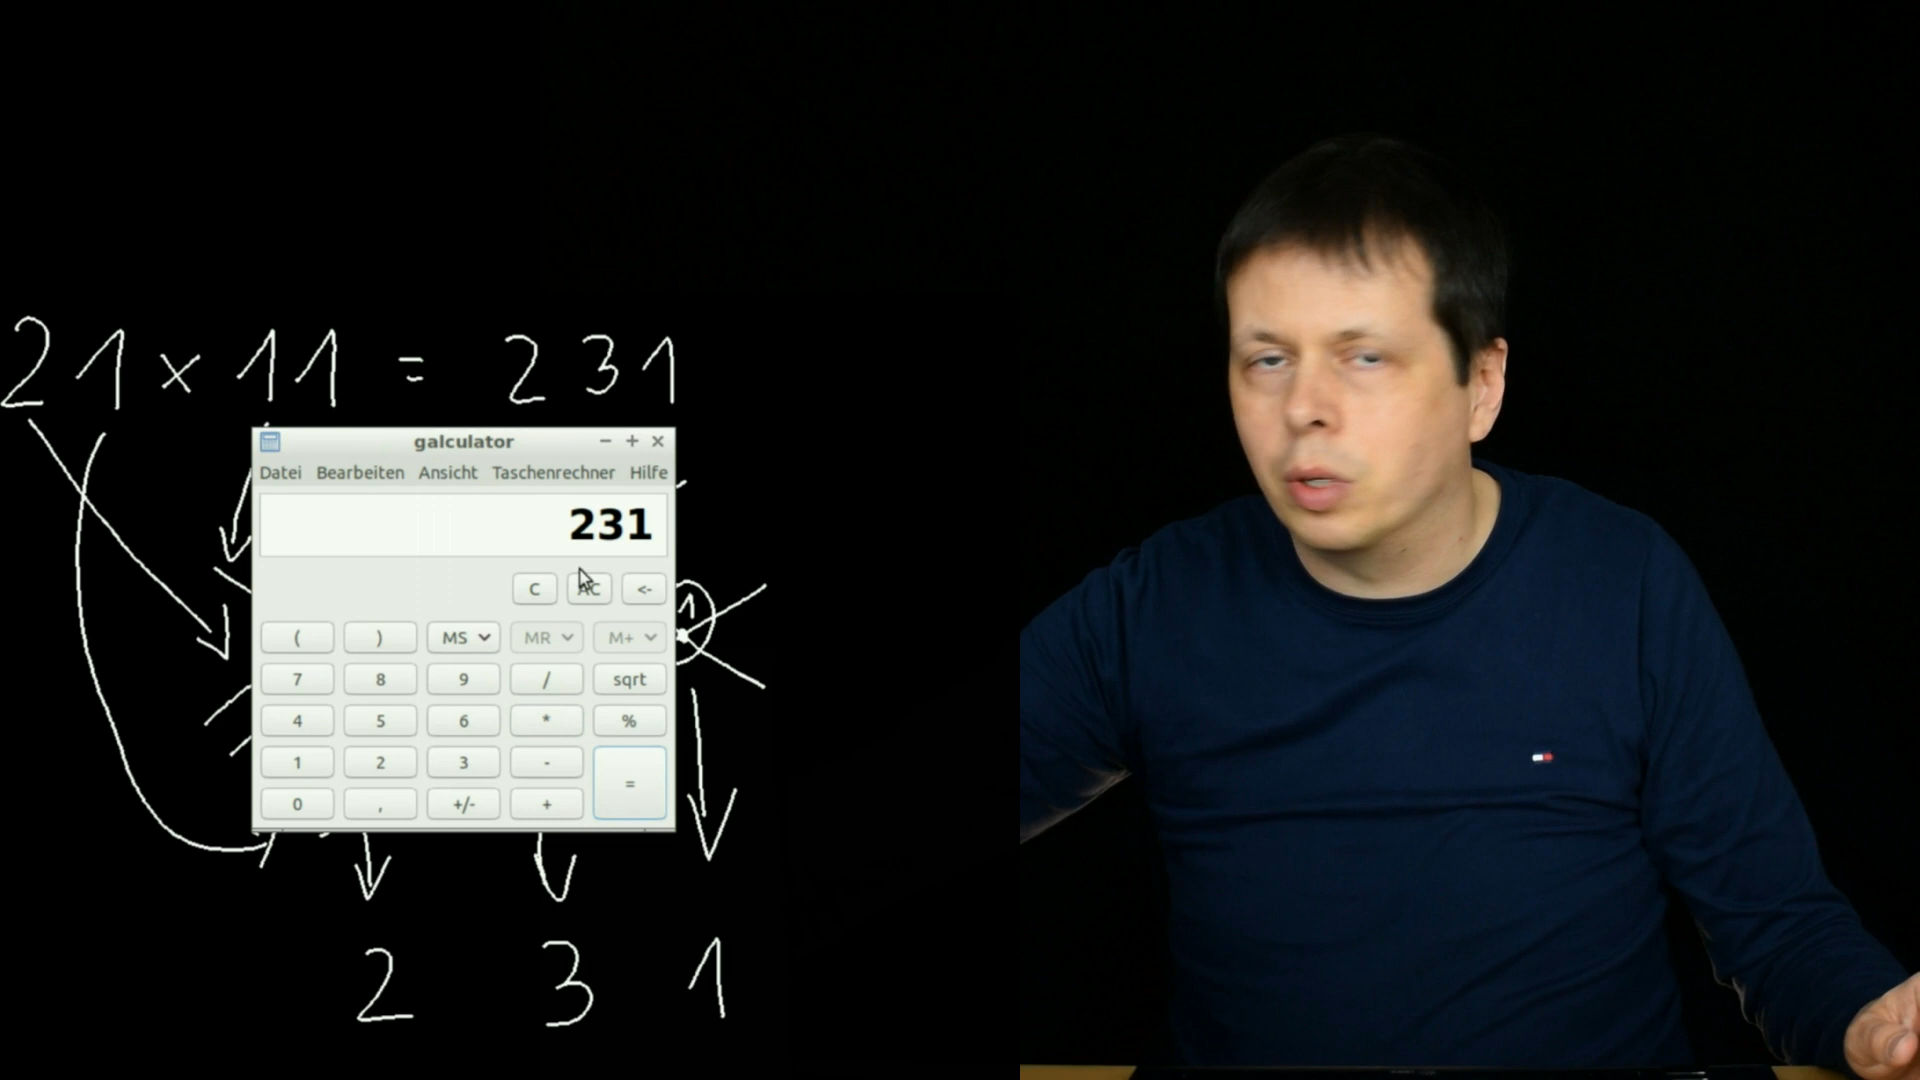 21 x 11 = 231
galculator
Datei Bearbeiten Ansicht Taschenrechner Hilfe
231
C AC <-
( ) MS MR M+
1
7 8 9 / sqrt
4 5 6 * %
1 2 3 -
=
0 , +/- +
2 3 1